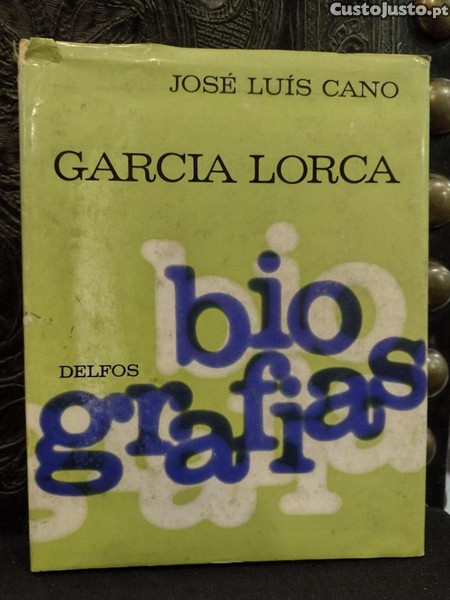 CustoJusto.pt
JOSÉ LUÍS CANO
GARCIA LORCA
bio
DELFOS
grafias